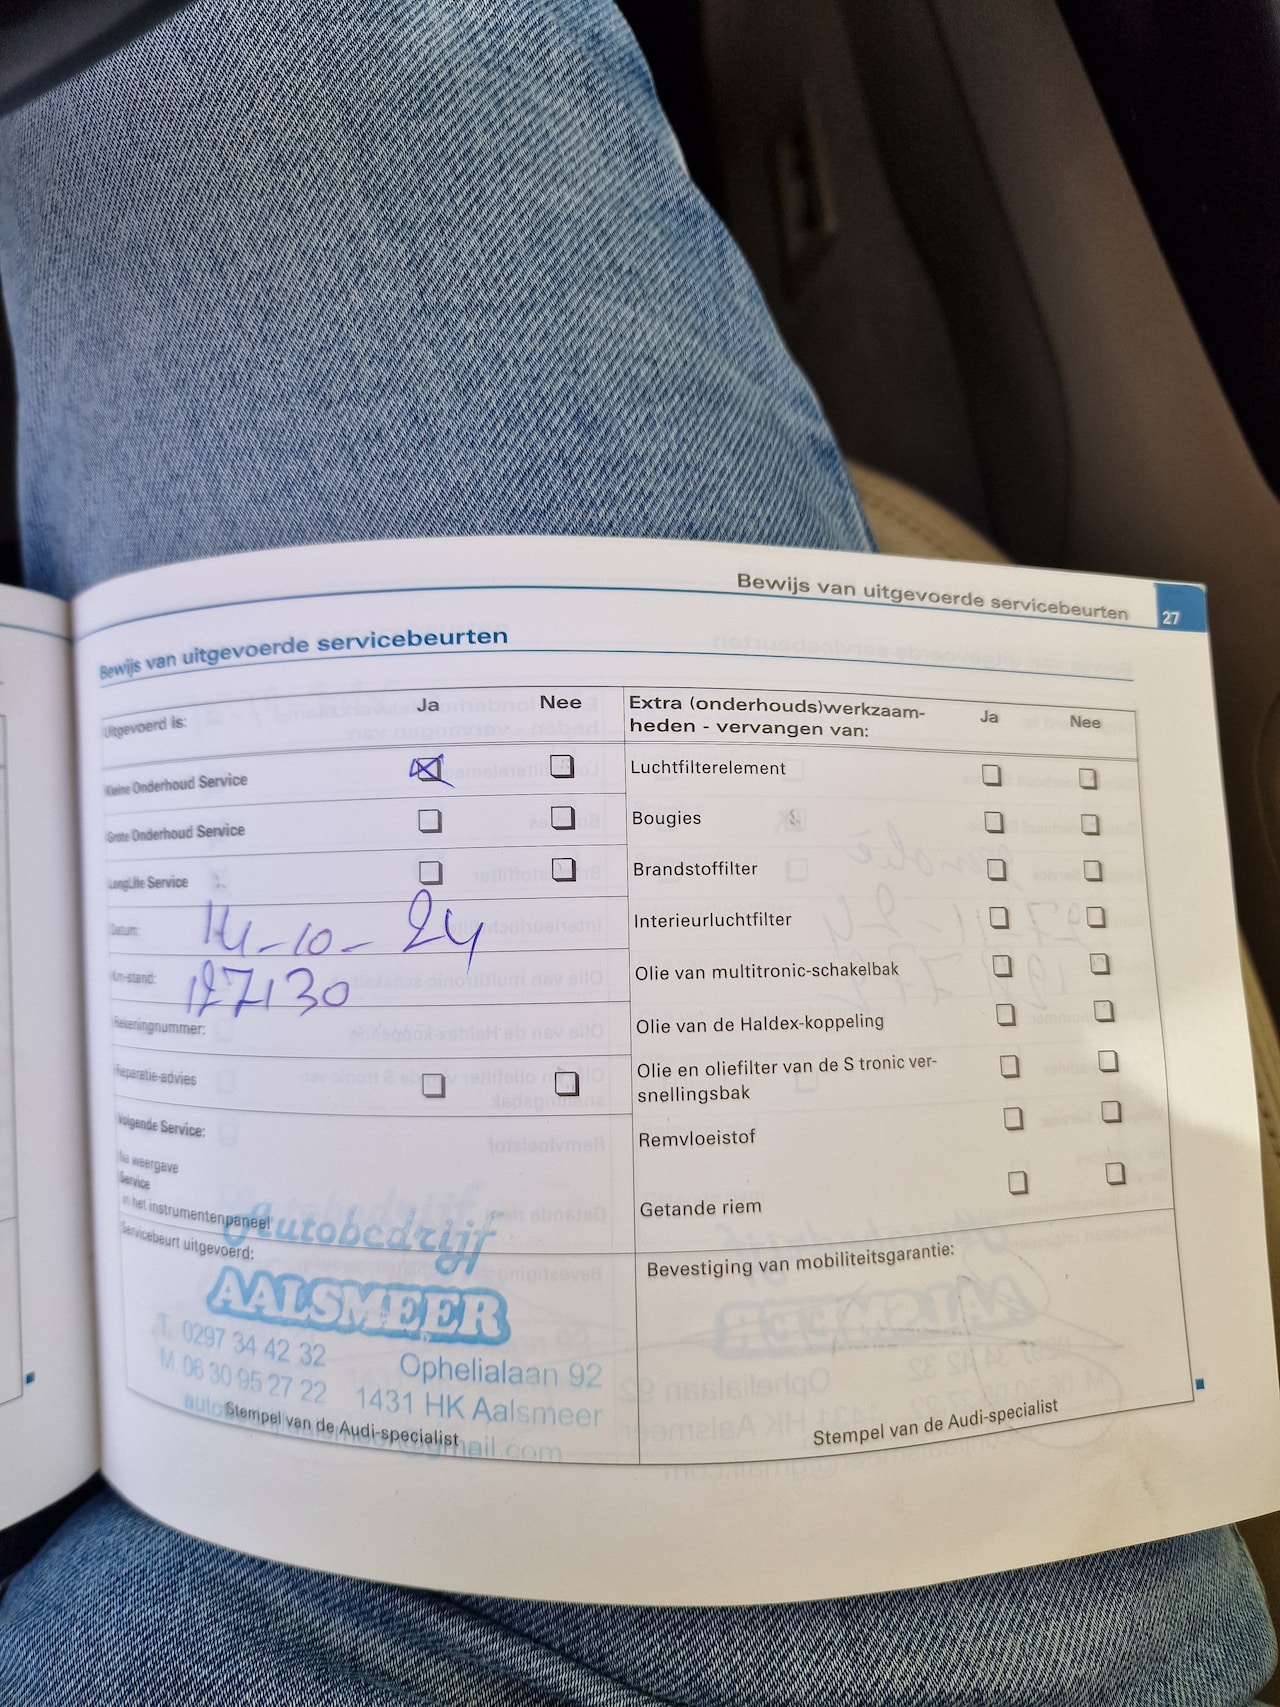 Bewijs van uitgevoerde servicebeurten 27
Bewijs van uitgevoerde servicebeurten
Uitgevoerd is: Ja Nee
Kleine Onderhoud Service
Grote Onderhoud Service
LongLife Service
Datum: 14-10-24
Km-stand: 127130
Rekeningnummer:
Reparatie-advies
Volgende Service:
Na weergave
Service
in het instrumentenpaneel
Servicebeurt uitgevoerd:
Autobedrijf
AALSMEER
T. 0297 34 42 32
M. 06 30 95 27 22
Ophelialaan 92
1431 HK Aalsmeer
Stempel van de Audi-specialist
Extra (onderhouds)werkzaam-
heden - vervangen van: Ja Nee
Luchtfilterelement
Bougies
Brandstoffilter
Interieurluchtfilter
Olie van multitronic-schakelbak
Olie van de Haldex-koppeling
Olie en oliefilter van de S tronic ver-
snellingsbak
Remvloeistof
Getande riem
Bevestiging van mobiliteitsgarantie:
Stempel van de Audi-specialist